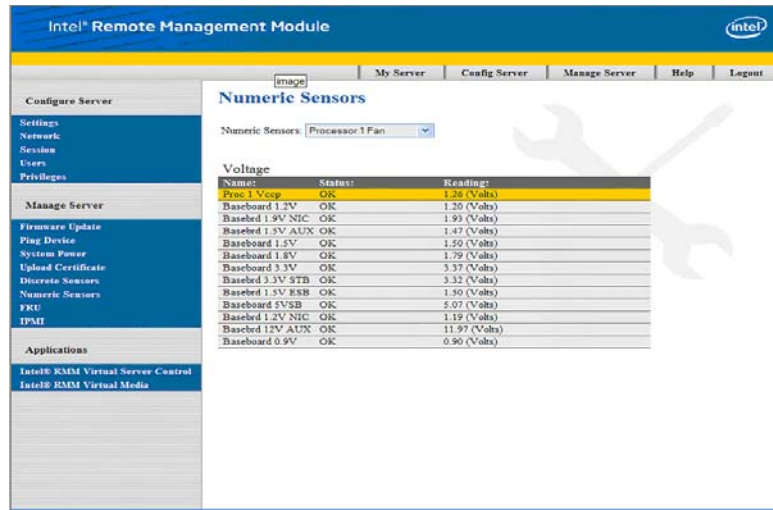 Intel® Remote Management Module
intel
My Server
Config Server
Manage Server
Help
Logout
image
Configure Server
Settings
Network
Session
Users
Privileges
Manage Server
Firmware Update
Ping Device
System Power
Upload Certificate
Discrete Sensors
Numeric Sensors
FRU
IPMI
Applications
Intel® RMM Virtual Server Control
Intel® RMM Virtual Media
Numeric Sensors
Numeric Sensors: Processor 1 Fan
Voltage
Name: Status: Reading:
Proc 1 Vccp OK 1.26 (Volts)
Baseboard 1.2V OK 1.20 (Volts)
Basebrd 1.9V NIC OK 1.93 (Volts)
Basebrd 1.5V AUX OK 1.47 (Volts)
Baseboard 1.5V OK 1.50 (Volts)
Baseboard 1.8V OK 1.79 (Volts)
Baseboard 3.3V OK 3.37 (Volts)
Basebrd 3.3V STB OK 3.32 (Volts)
Basebrd 1.5V ESB OK 1.50 (Volts)
Baseboard 5VSB OK 5.07 (Volts)
Basebrd 1.2V NIC OK 1.19 (Volts)
Basebrd 12V AUX OK 11.97 (Volts)
Baseboard 0.9V OK 0.90 (Volts)